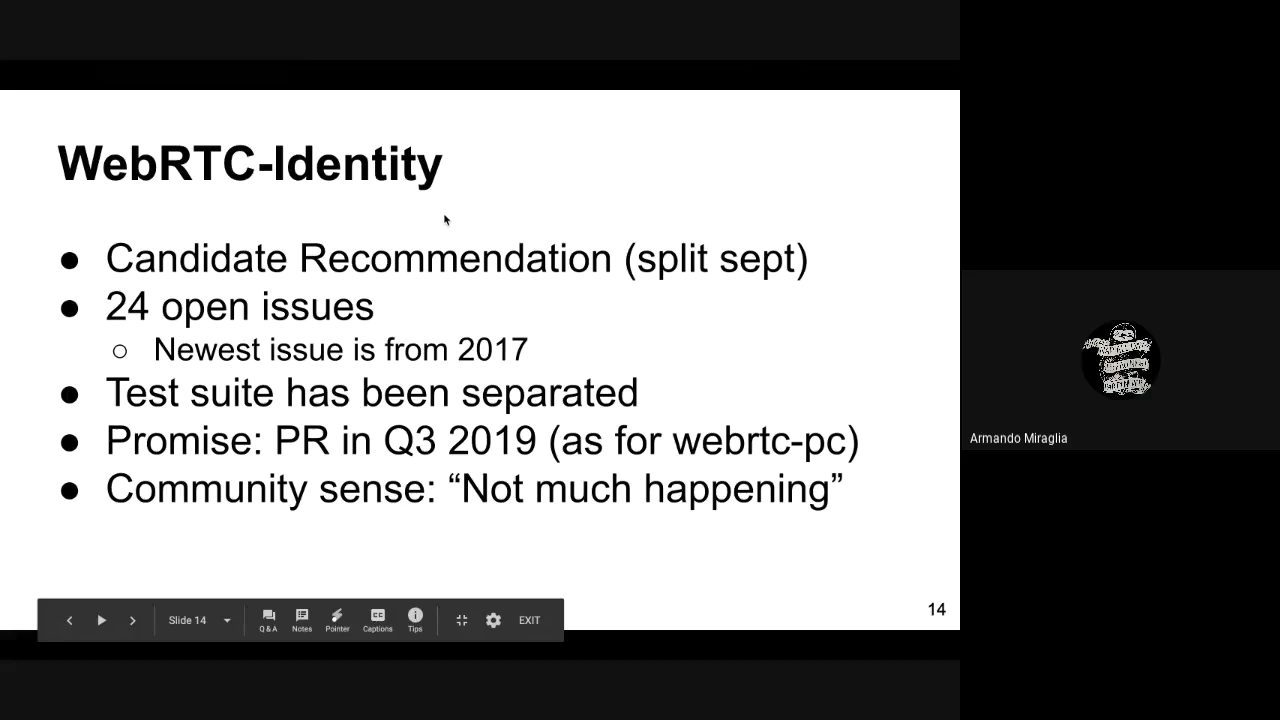 WebRTC-Identity
● Candidate Recommendation (split sept)
● 24 open issues
○ Newest issue is from 2017
● Test suite has been separated
● Promise: PR in Q3 2019 (as for webrtc-pc)
● Community sense: “Not much happening”
14
Slide 14
Q & A Notes Pointer Captions Tips EXIT
Armando Miraglia